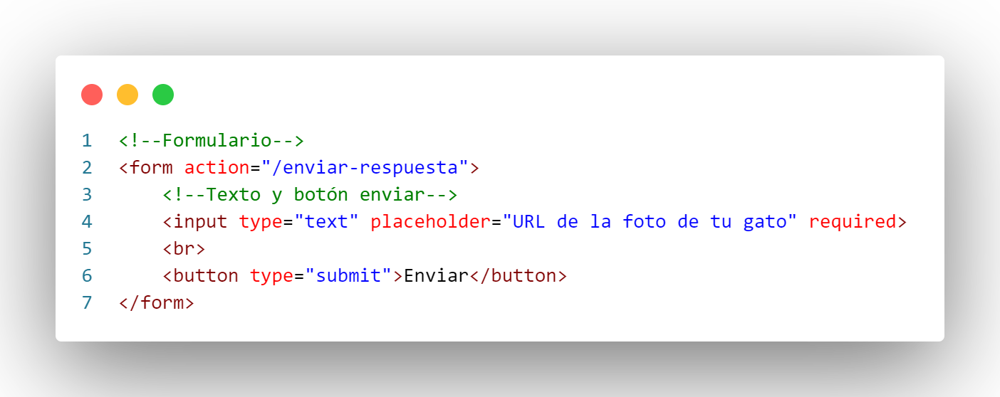 1 <!--Formulario-->
2 <form action="/enviar-respuesta">
3     <!--Texto y botón enviar-->
4     <input type="text" placeholder="URL de la foto de tu gato" required>
5     <br>
6     <button type="submit">Enviar</button>
7 </form>